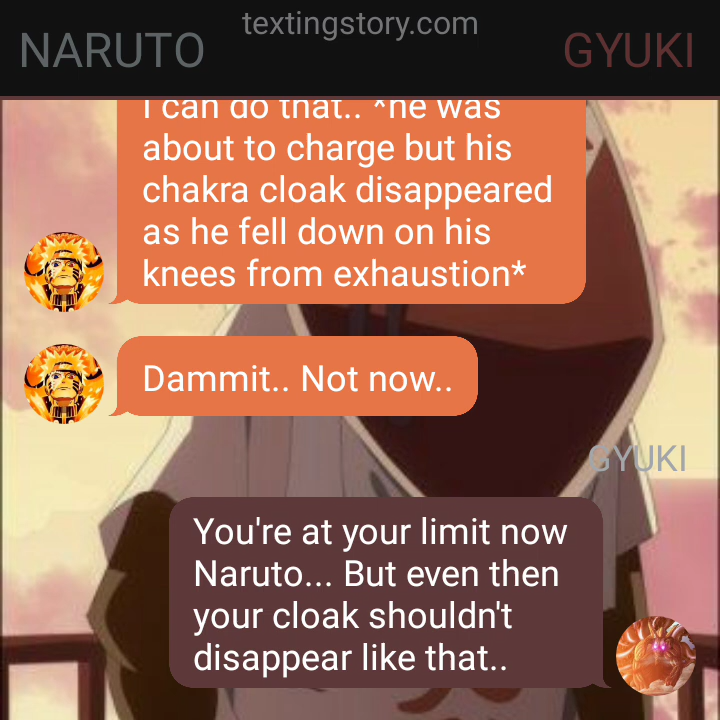 textingstory.com
NARUTO
GYUKI
I can do that.. *he was
about to charge but his
chakra cloak disappeared
as he fell down on his
knees from exhaustion*
Dammit.. Not now..
GYUKI
You're at your limit now
Naruto... But even then
your cloak shouldn't
disappear like that..